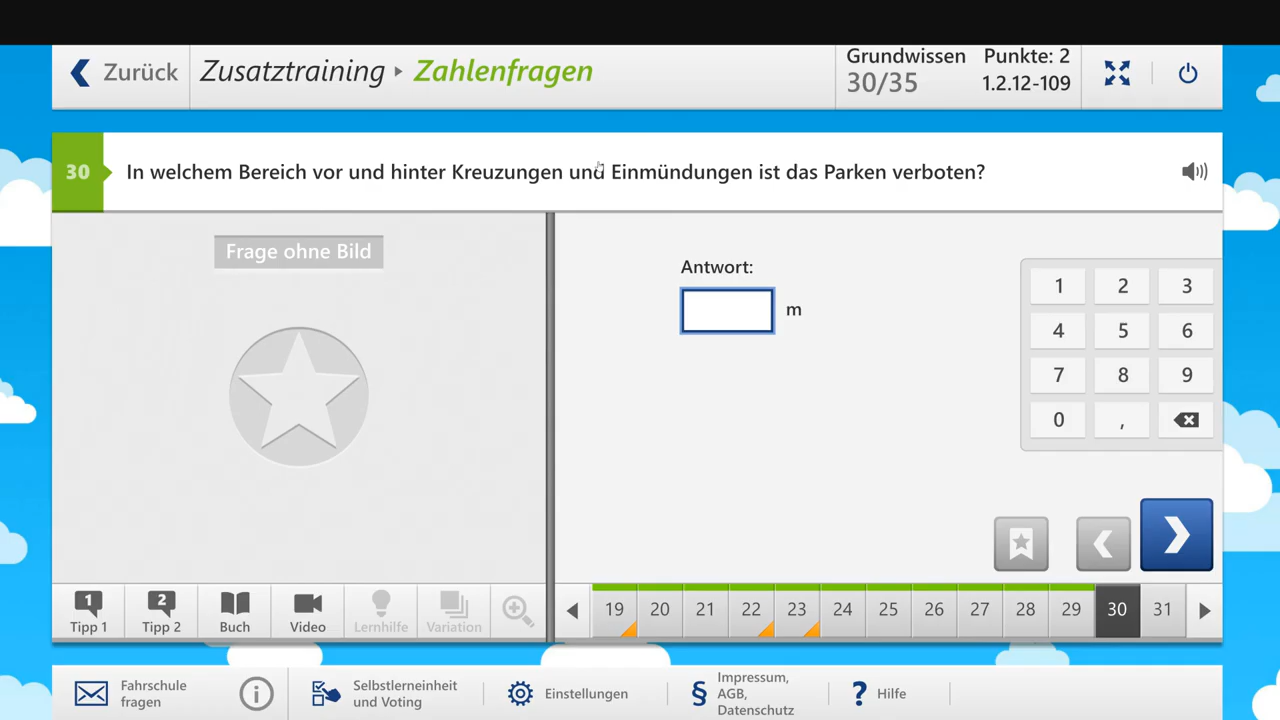 Zurück
Zusatztraining ▸ Zahlenfragen
Grundwissen
30/35
Punkte: 2
1.2.12-109
30
In welchem Bereich vor und hinter Kreuzungen und Einmündungen ist das Parken verboten?
Frage ohne Bild
Antwort:
m
1 2 3
4 5 6
7 8 9
0 ,
1 2
Tipp 1 Tipp 2 Buch Video Lernhilfe Variation
19 20 21 22 23 24 25 26 27 28 29 30 31
Fahrschule
fragen
Selbstlerneinheit
und Voting
Einstellungen
§
Impressum,
AGB,
Datenschutz
? Hilfe